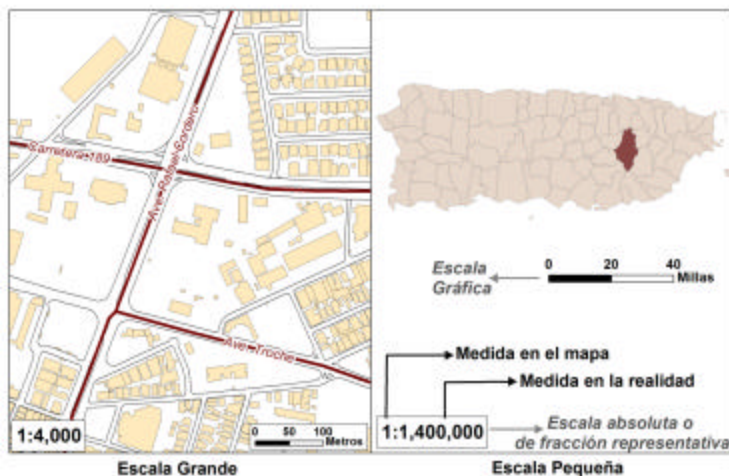 Carretera 189
Ave. Rafael Cordero
Ave. Troche
1:4,000
0 50 100
Metros
Escala Grande
Escala
Gráfica
0 20 40
Millas
Medida en el mapa
Medida en la realidad
1:1,400,000
Escala absoluta o
de fracción representativa
Escala Pequeña